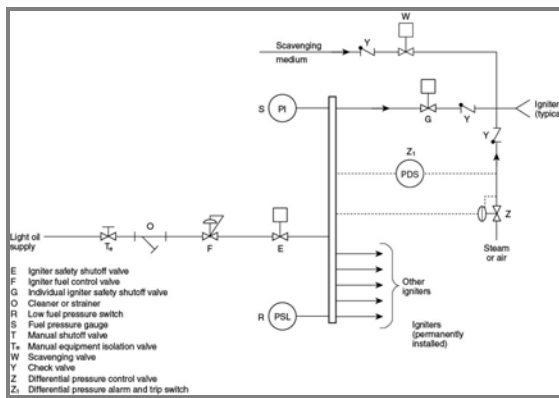 W
Scavenging
medium
Y
S
PI
G
Y
Igniter
(typical
Y
Z1
PDS
Z
Steam
or air
Light oil
supply
Te
O
F
E
Other
igniters
Igniters
(permanently
installed)
R
PSL
E Igniter safety shutoff valve
F Igniter fuel control valve
G Individual igniter safety shutoff valve
O Cleaner or strainer
R Low fuel pressure switch
S Fuel pressure gauge
T Manual shutoff valve
Te Manual equipment isolation valve
W Scavenging valve
Y Check valve
Z Differential pressure control valve
Z1 Differential pressure alarm and trip switch